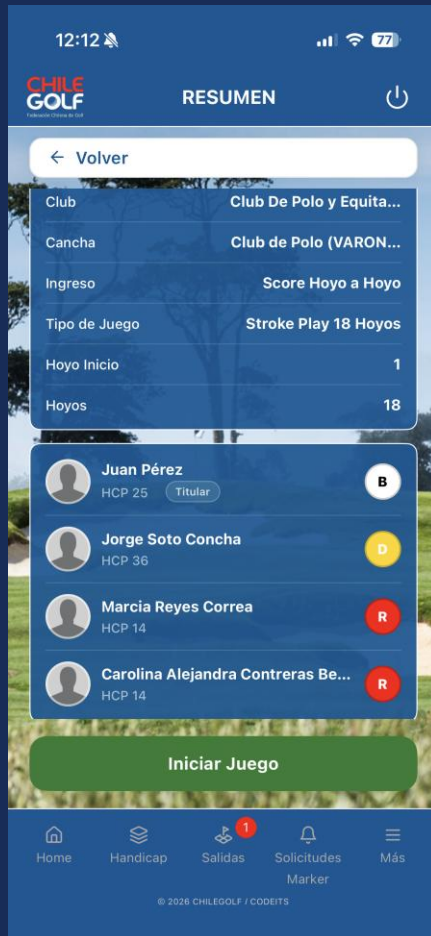 12:12
77
CHILE
GOLF
Federación Chilena de Golf
RESUMEN
← Volver
Club Club De Polo y Equita...
Cancha Club de Polo (VARON...
Ingreso Score Hoyo a Hoyo
Tipo de Juego Stroke Play 18 Hoyos
Hoyo Inicio 1
Hoyos 18
Juan Pérez
HCP 25 Titular
B
Jorge Soto Concha
HCP 36
D
Marcia Reyes Correa
HCP 14
R
Carolina Alejandra Contreras Be...
HCP 14
R
Iniciar Juego
1
Home Handicap Salidas Solicitudes Marker Más
© 2026 CHILEGOLF / CODEITS